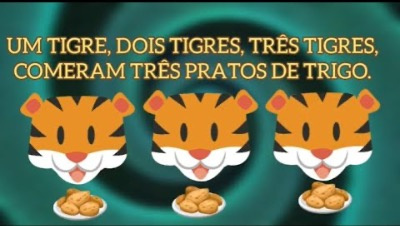 UM TIGRE, DOIS TIGRES, TRÊS TIGRES,
COMERAM TRÊS PRATOS DE TRIGO.